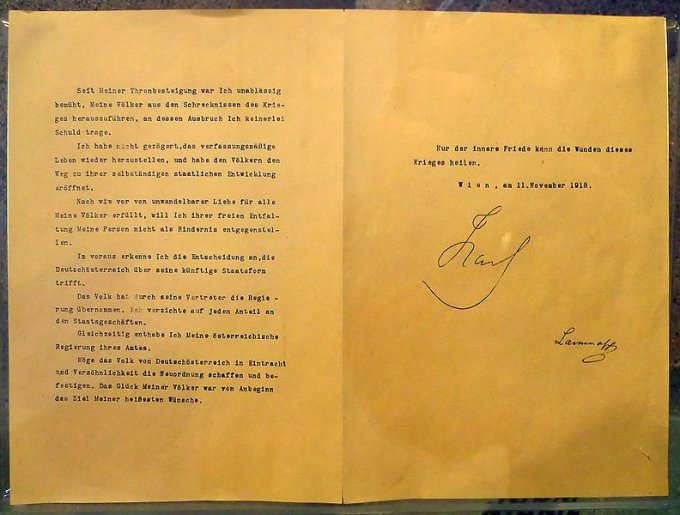 Seit Meiner Thronbesteigung war Ich unablässig
bemüht, Meine Völker aus den Schrecknissen des Krie-
ges herauszuführen, an dessen Ausbruch Ich keinerlei
Schuld trage.
Ich habe nicht gezögert,das verfassungsmäßige
Leben wieder herzustellen, und habe den Völkern den
Weg zu ihrer selbständigen staatlichen Entwicklung
eröffnet.
Nach wie vor von unwandelbarer Liebe für alle
Meine Völker erfüllt, will Ich ihrer freien Entfal-
tung Meine Person nicht als Hindernis entgegenstel-
len.
Im voraus erkenne Ich die Entscheidung an,die
Deutschösterreich über seine künftige Staatsform
trifft.
Das Volk hat durch seine Vertreter die Regie -
rung übernommen. Ich verzichte auf jeden Anteil an
den Staatsgeschäften.
Gleichzeitig enthebe Ich Meine österreichische
Regierung ihres Amtes.
Möge das Volk von Deutschösterreich in Eintracht
und Versöhnlichkeit die Neuordnung schaffen und be-
festigen. Das Glück Meiner Völker war von Anbeginn
das Ziel Meiner heißesten Wünsche.
Nur der innere Friede kann die Wunden dieses
Krieges heilen.
Wien, am 11.November 1918.
Karl
Lammasch